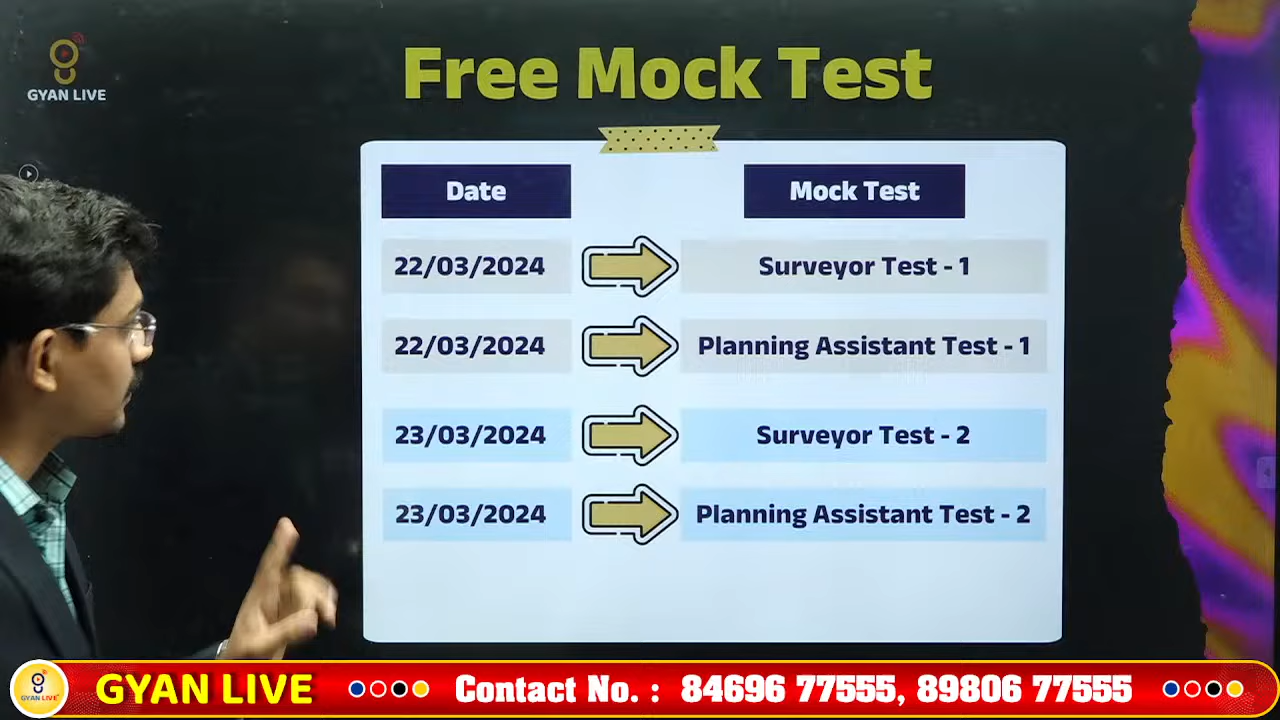 GYAN LIVE
Free Mock Test
Date
Mock Test
22/03/2024
Surveyor Test - 1
22/03/2024
Planning Assistant Test - 1
23/03/2024
Surveyor Test - 2
23/03/2024
Planning Assistant Test - 2
GYAN LIVE
GYAN LIVE
Contact No. : 84696 77555, 89806 77555